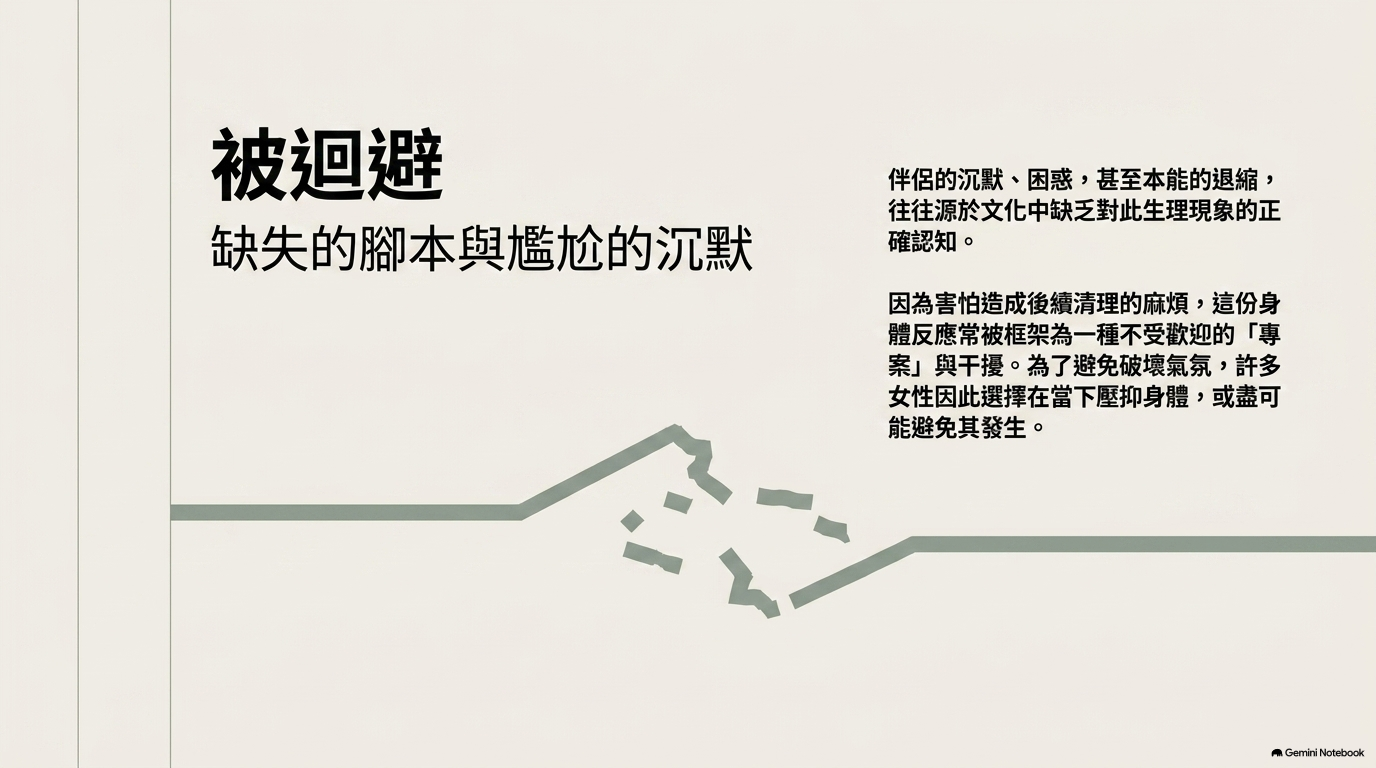 被迴避
缺失的腳本與尷尬的沉默
伴侶的沉默、困惑，甚至本能的退縮，
往往源於文化中缺乏對此生理現象的正
確認知。
因為害怕造成後續清理的麻煩，這份身
體反應常被框架為一種不受歡迎的「專
案」與干擾。為了避免破壞氣氛，許多
女性因此選擇在當下壓抑身體，或盡可
能避免其發生。
Gemini Notebook